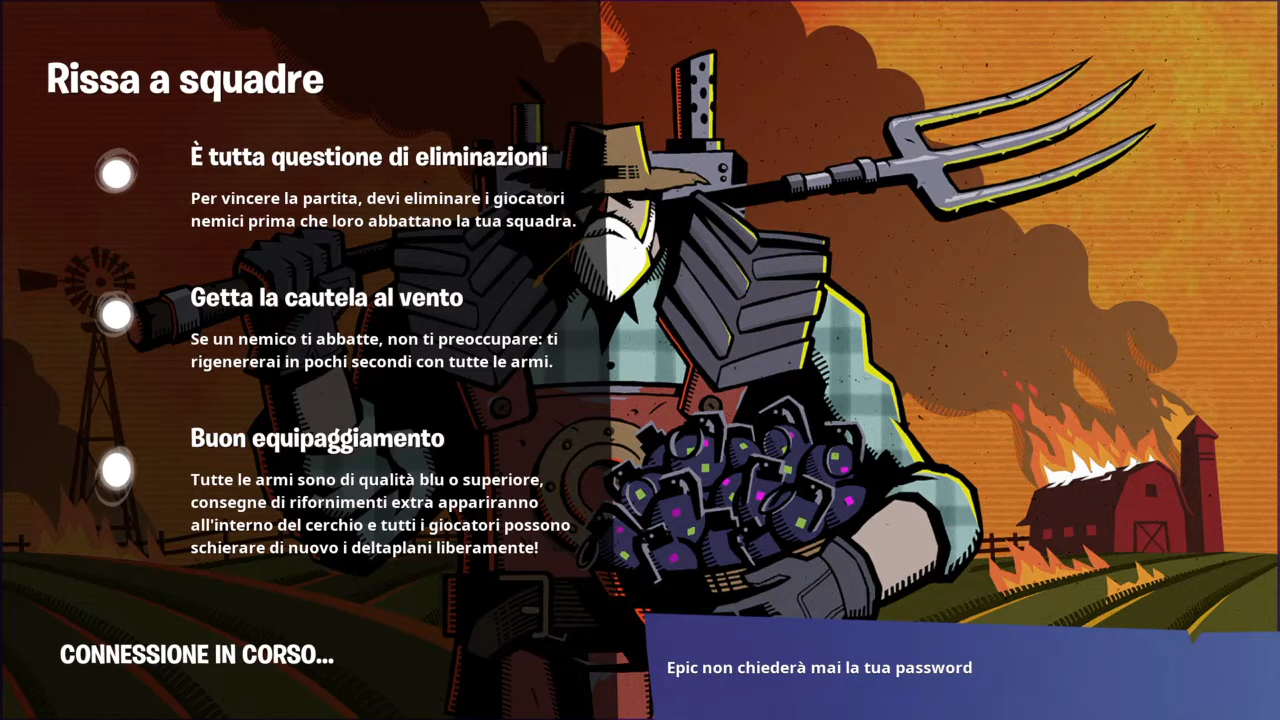 Rissa a squadre
È tutta questione di eliminazioni
Per vincere la partita, devi eliminare i giocatori
nemici prima che loro abbattano la tua squadra.
Getta la cautela al vento
Se un nemico ti abbatte, non ti preoccupare: ti
rigenererai in pochi secondi con tutte le armi.
Buon equipaggiamento
Tutte le armi sono di qualità blu o superiore,
consegne di rifornimenti extra appariranno
all'interno del cerchio e tutti i giocatori possono
schierare di nuovo i deltaplani liberamente!
CONNESSIONE IN CORSO...
Epic non chiederà mai la tua password